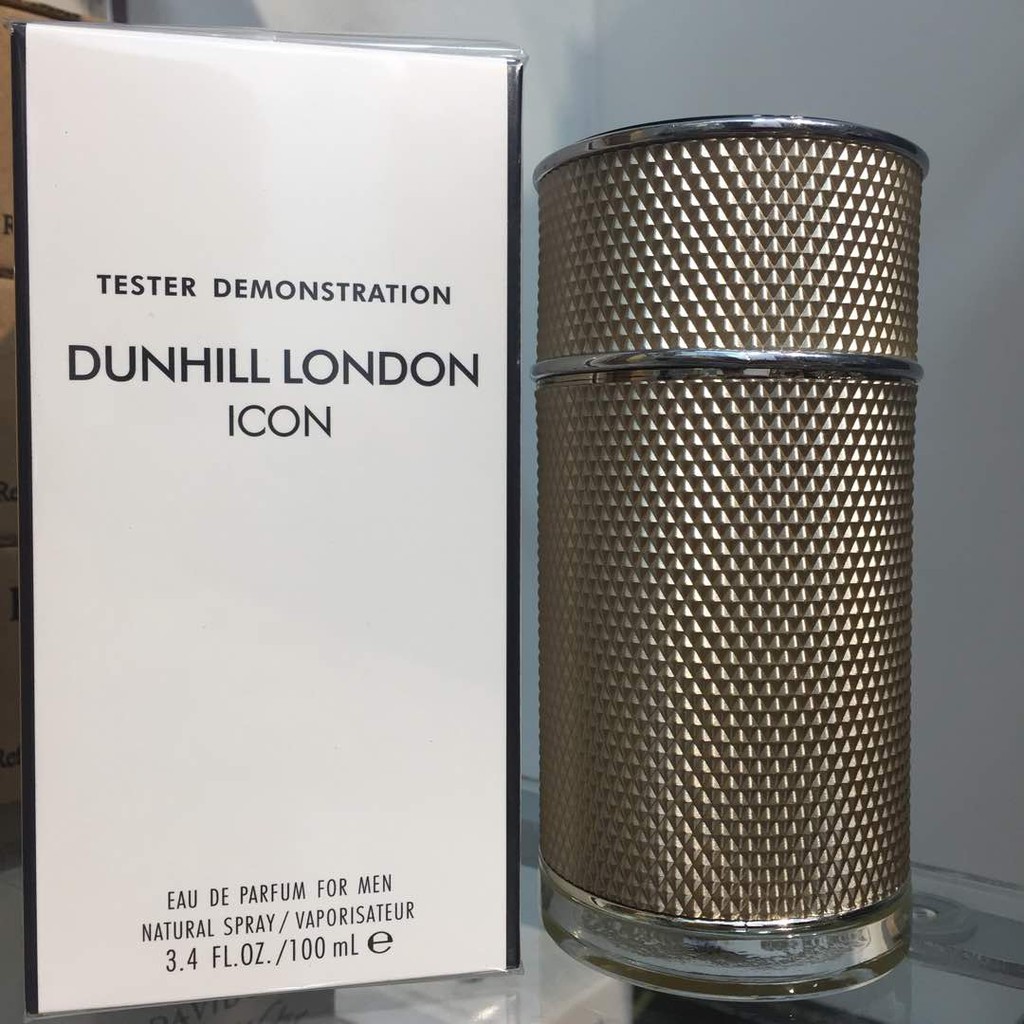 TESTER DEMONSTRATION
DUNHILL LONDON
ICON
EAU DE PARFUM FOR MEN
NATURAL SPRAY/VAPORISATEUR
3.4 FL.OZ./100 mL ℮